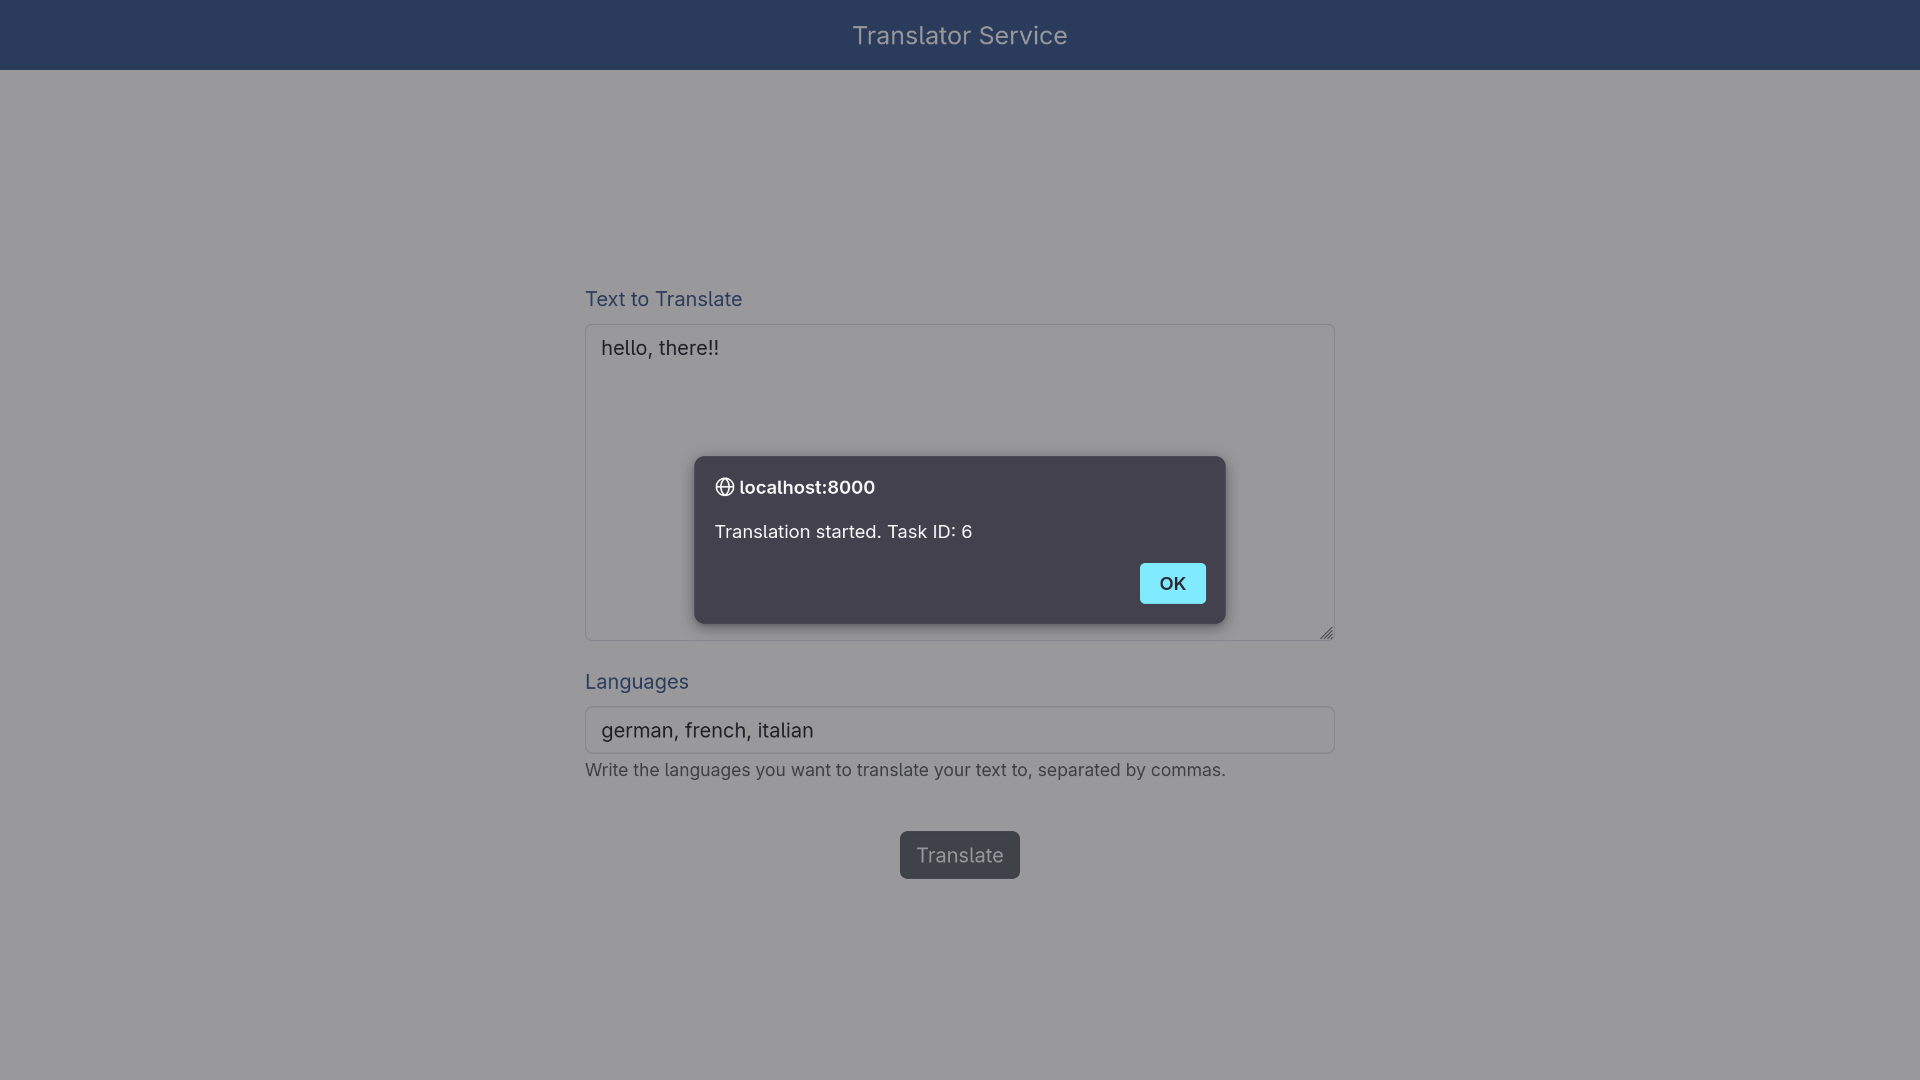 Translator Service
Text to Translate
hello, there!!
localhost:8000
Translation started. Task ID: 6
OK
Languages
german, french, italian
Write the languages you want to translate your text to, separated by commas.
Translate